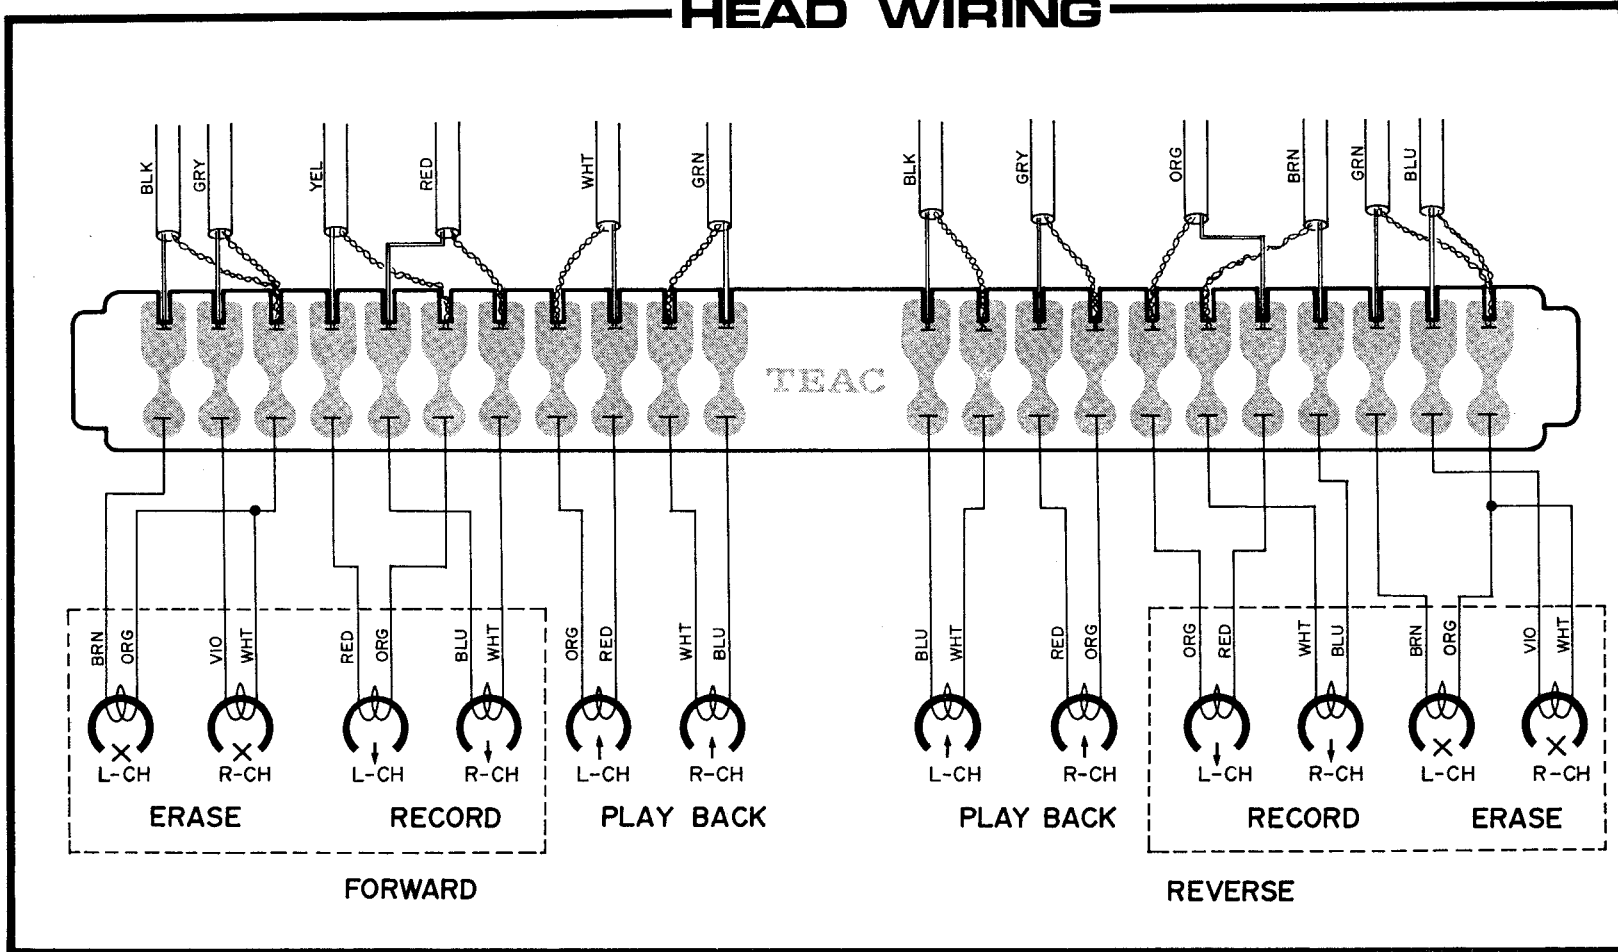 HEAD WIRING
BLK GRY YEL RED WHT GRN BLK GRY ORG BRN GRN BLU
TEAC
BRN ORG VIO WHT RED ORG BLU WHT ORG RED WHT BLU BLU WHT RED ORG ORG RED WHT BLU BRN ORG VIO WHT
L-CH R-CH L-CH R-CH L-CH R-CH L-CH R-CH L-CH R-CH L-CH R-CH
ERASE RECORD PLAY BACK PLAY BACK RECORD ERASE
FORWARD REVERSE